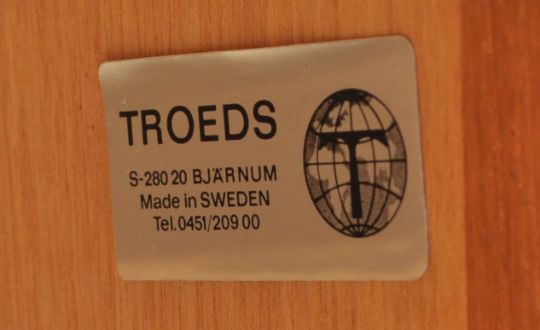 TROEDS
S-280 20 BJÄRNUM
Made in SWEDEN
Tel.0451/209 00
T